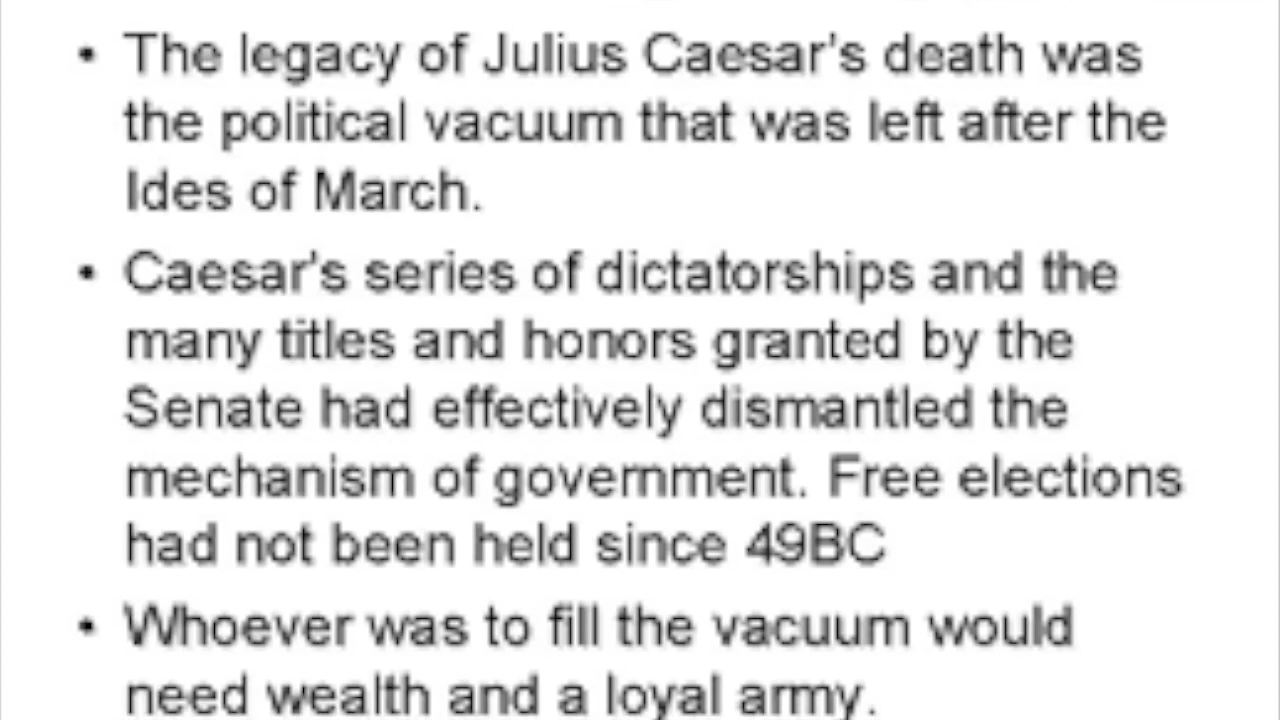 • The legacy of Julius Caesar's death was
the political vacuum that was left after the
Ides of March.
• Caesar's series of dictatorships and the
many titles and honors granted by the
Senate had effectively dismantled the
mechanism of government. Free elections
had not been held since 49BC
• Whoever was to fill the vacuum would
need wealth and a loyal army.